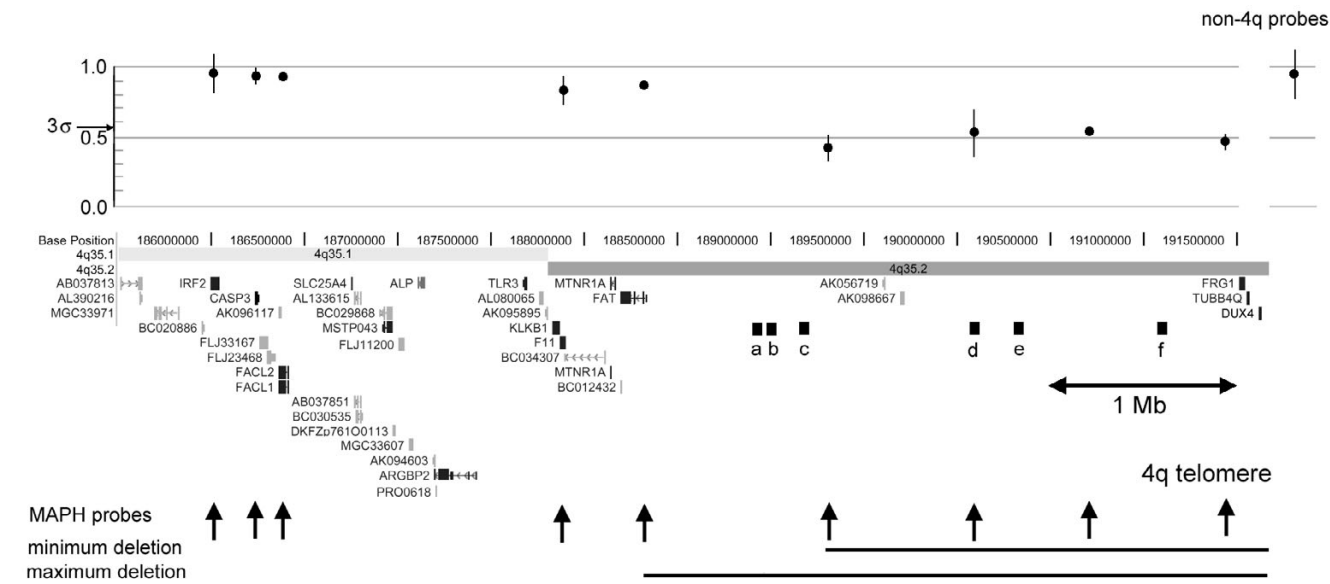 non-4q probes
1.0
3σ
0.5
0.0
Base Position 186000000 186500000 187000000 187500000 188000000 188500000 189000000 189500000 190000000 190500000 191000000 191500000
4q35.1 4q35.1
4q35.2 4q35.2
AB037813 IRF2 SLC25A4 ALP TLR3 MTNR1A AK056719 FRG1
AL390216 CASP3 AL133615 AL080065 FAT AK098667 TUBB4Q
MGC33971 AK096117 BC029868 AK095895 DUX4
BC020886 MSTP043 KLKB1
FLJ33167 FLJ11200 F11 a b c d e f
FLJ23468 BC034307
FACL2 MTNR1A
FACL1 BC012432
AB037851 1 Mb
BC030535
DKFZp761O0113
MGC33607
AK094603
ARGBP2 4q telomere
PRO0618
MAPH probes
minimum deletion
maximum deletion